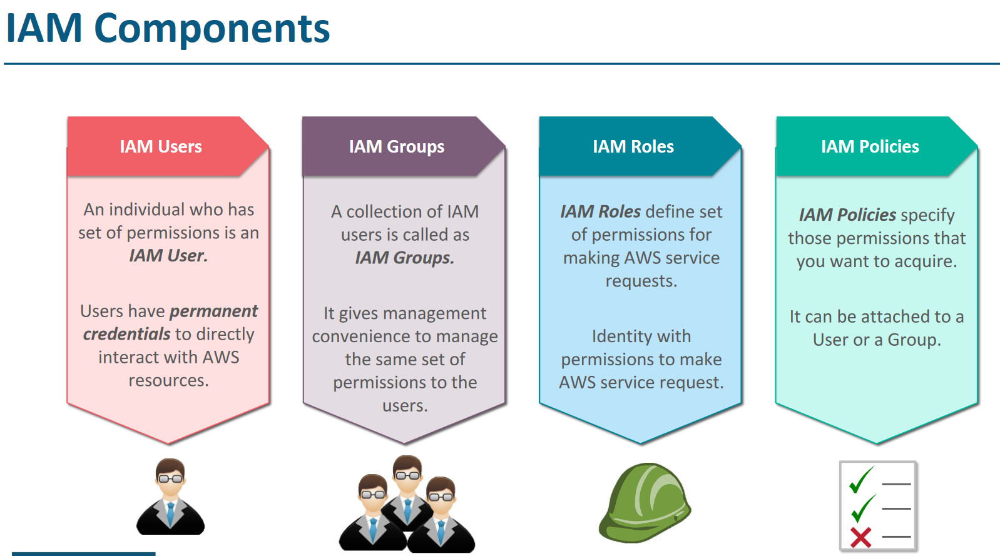 IAM Components
IAM Users
An individual who has
set of permissions is an
IAM User.
Users have permanent
credentials to directly
interact with AWS
resources.
IAM Groups
A collection of IAM
users is called as
IAM Groups.
It gives management
convenience to manage
the same set of
permissions to the
users.
IAM Roles
IAM Roles define set
of permissions for
making AWS service
requests.
Identity with
permissions to make
AWS service request.
IAM Policies
IAM Policies specify
those permissions that
you want to acquire.
It can be attached to a
User or a Group.